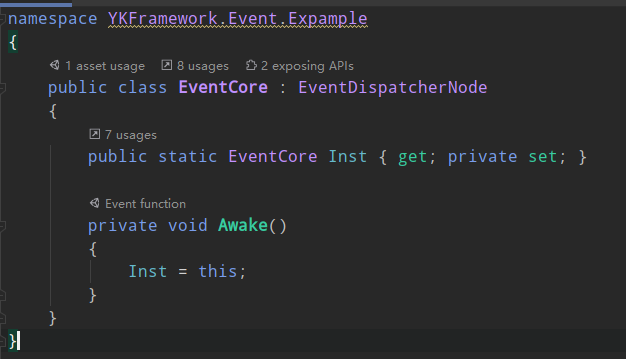 namespace YKFramework.Event.Expample
{
1 asset usage 8 usages 2 exposing APIs
public class EventCore : EventDispatcherNode
{
7 usages
public static EventCore Inst { get; private set; }
Event function
private void Awake()
{
Inst = this;
}
}
}